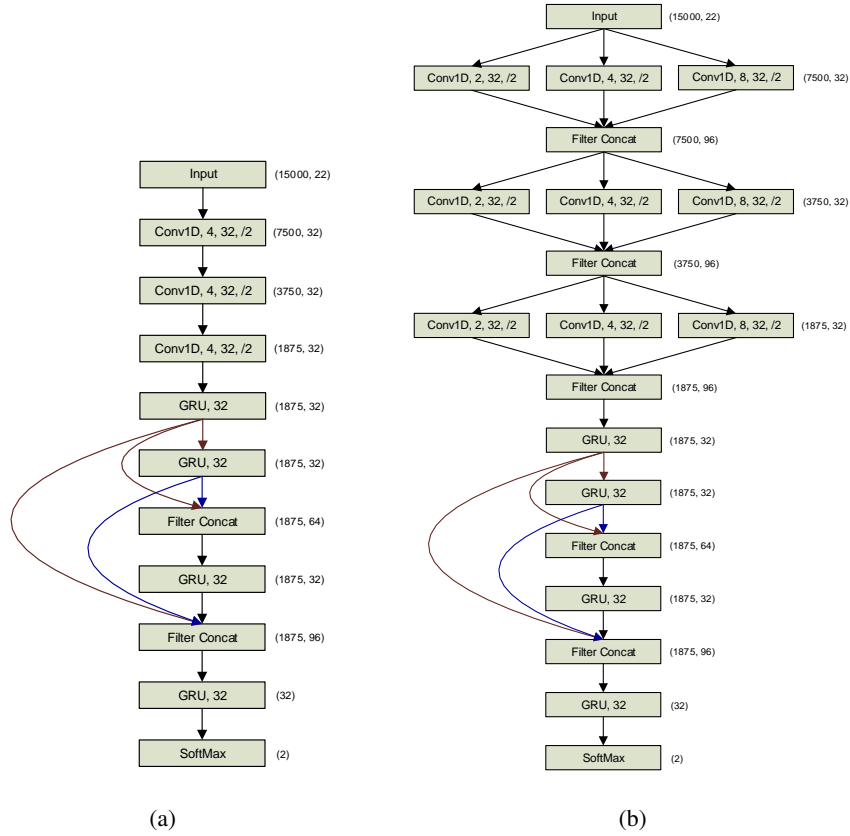 Input (15000, 22)
Conv1D, 4, 32, /2 (7500, 32)
Conv1D, 4, 32, /2 (3750, 32)
Conv1D, 4, 32, /2 (1875, 32)
GRU, 32 (1875, 32)
GRU, 32 (1875, 32)
Filter Concat (1875, 64)
GRU, 32 (1875, 32)
Filter Concat (1875, 96)
GRU, 32 (32)
SoftMax (2)
(a)
Input (15000, 22)
Conv1D, 2, 32, /2 Conv1D, 4, 32, /2 Conv1D, 8, 32, /2 (7500, 32)
Filter Concat (7500, 96)
Conv1D, 2, 32, /2 Conv1D, 4, 32, /2 Conv1D, 8, 32, /2 (3750, 32)
Filter Concat (3750, 96)
Conv1D, 2, 32, /2 Conv1D, 4, 32, /2 Conv1D, 8, 32, /2 (1875, 32)
Filter Concat (1875, 96)
GRU, 32 (1875, 32)
GRU, 32 (1875, 32)
Filter Concat (1875, 64)
GRU, 32 (1875, 32)
Filter Concat (1875, 96)
GRU, 32 (32)
SoftMax (2)
(b)